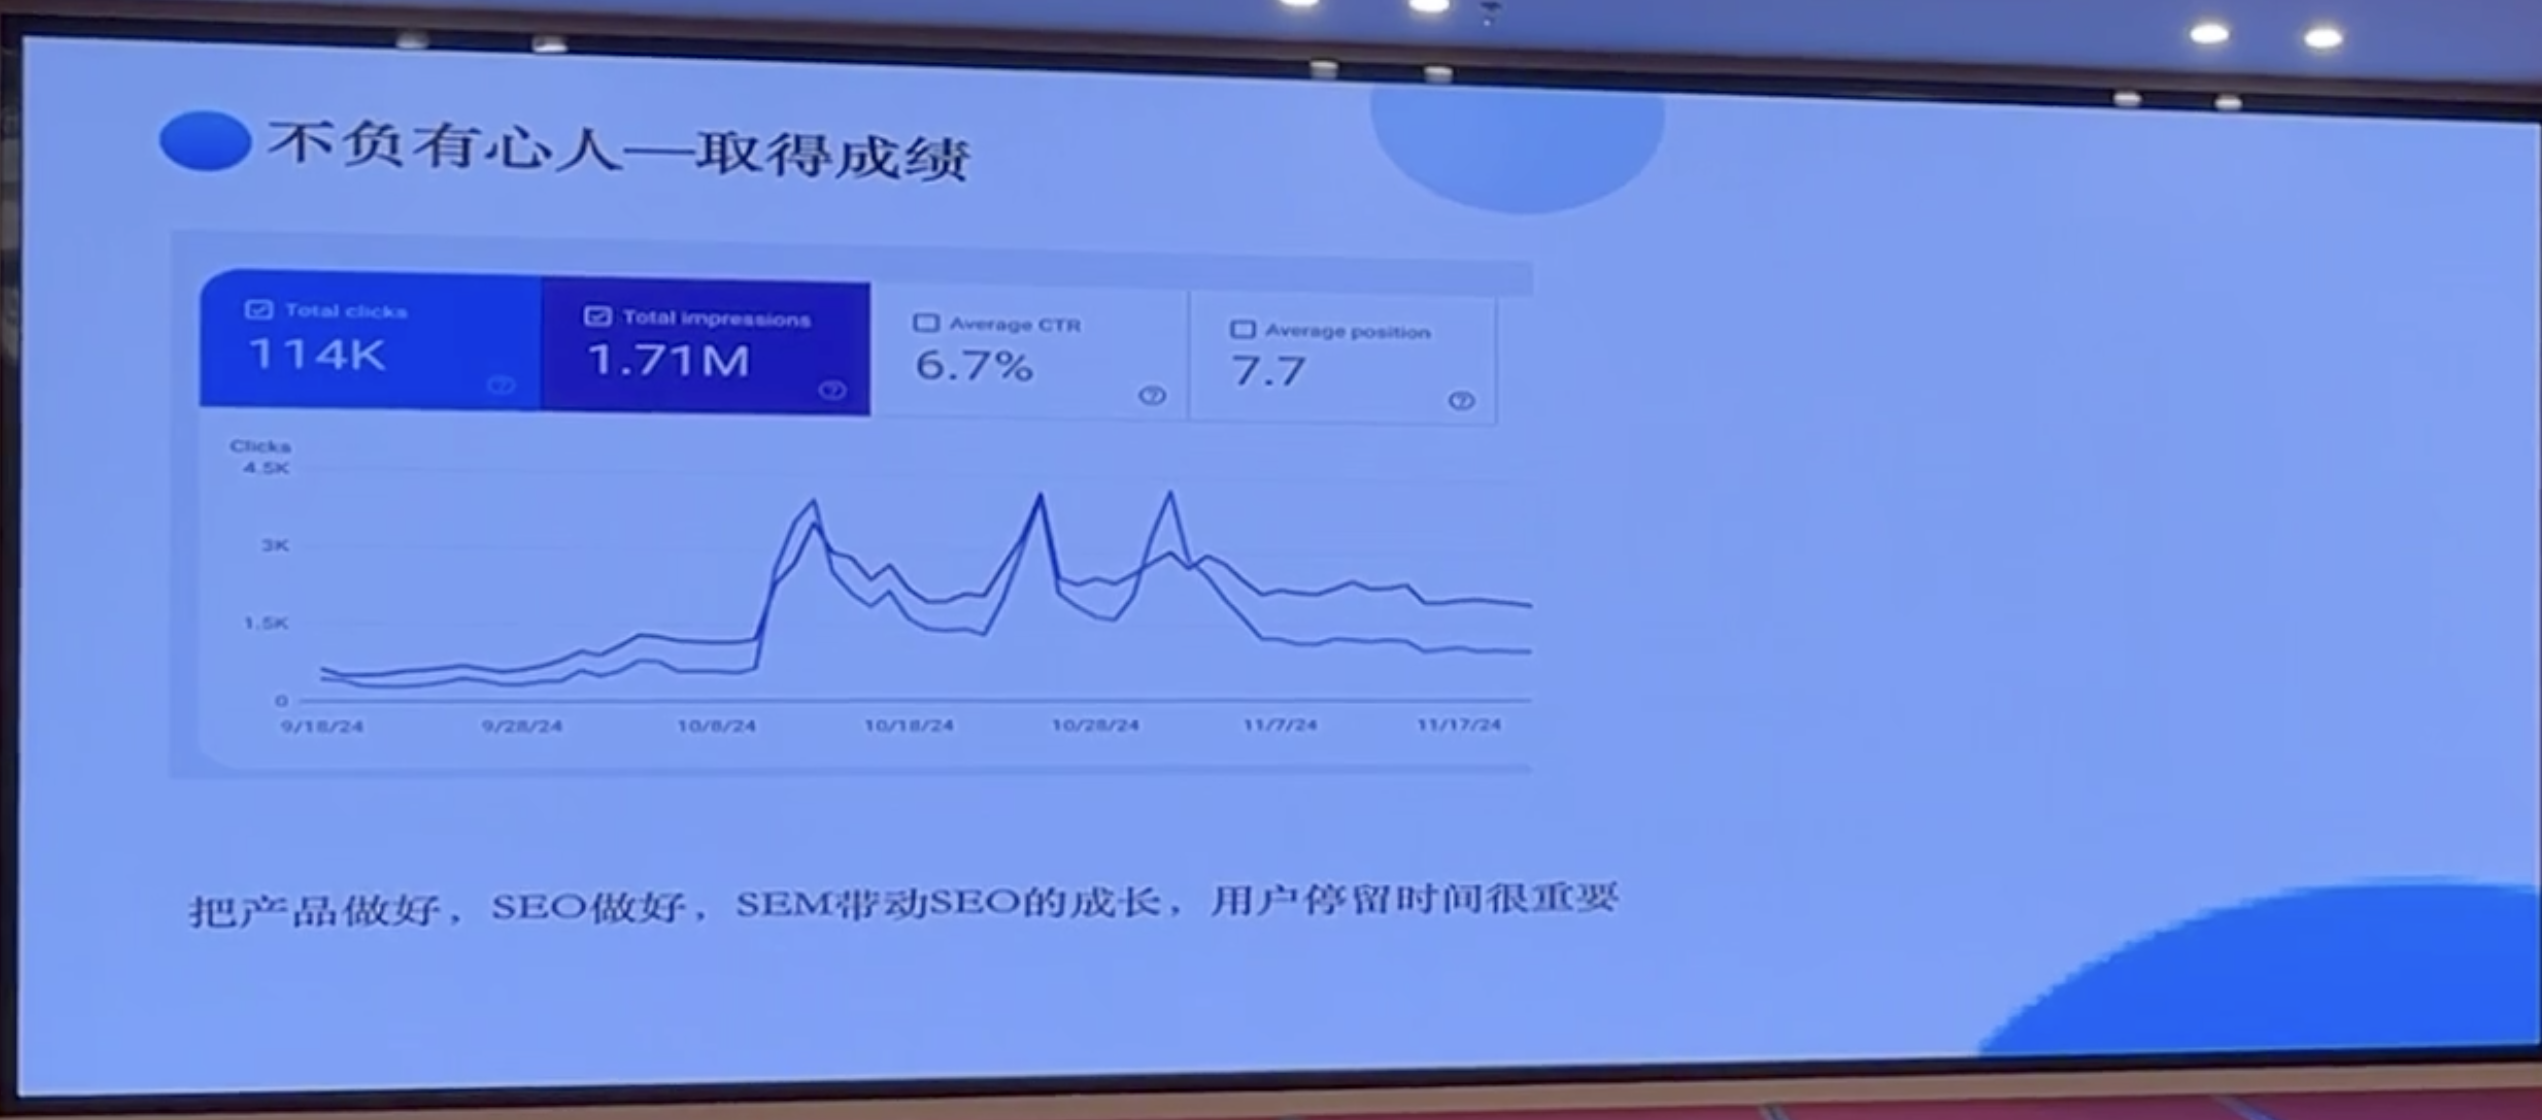 不负有心人—取得成绩
Total clicks
114K
Total impressions
1.71M
Average CTR
6.7%
Average position
7.7
Clicks
4.5K
3K
1.5K
0
9/18/24
9/28/24
10/8/24
10/18/24
10/28/24
11/7/24
11/17/24
把产品做好，SEO做好，SEM带动SEO的成长，用户停留时间很重要